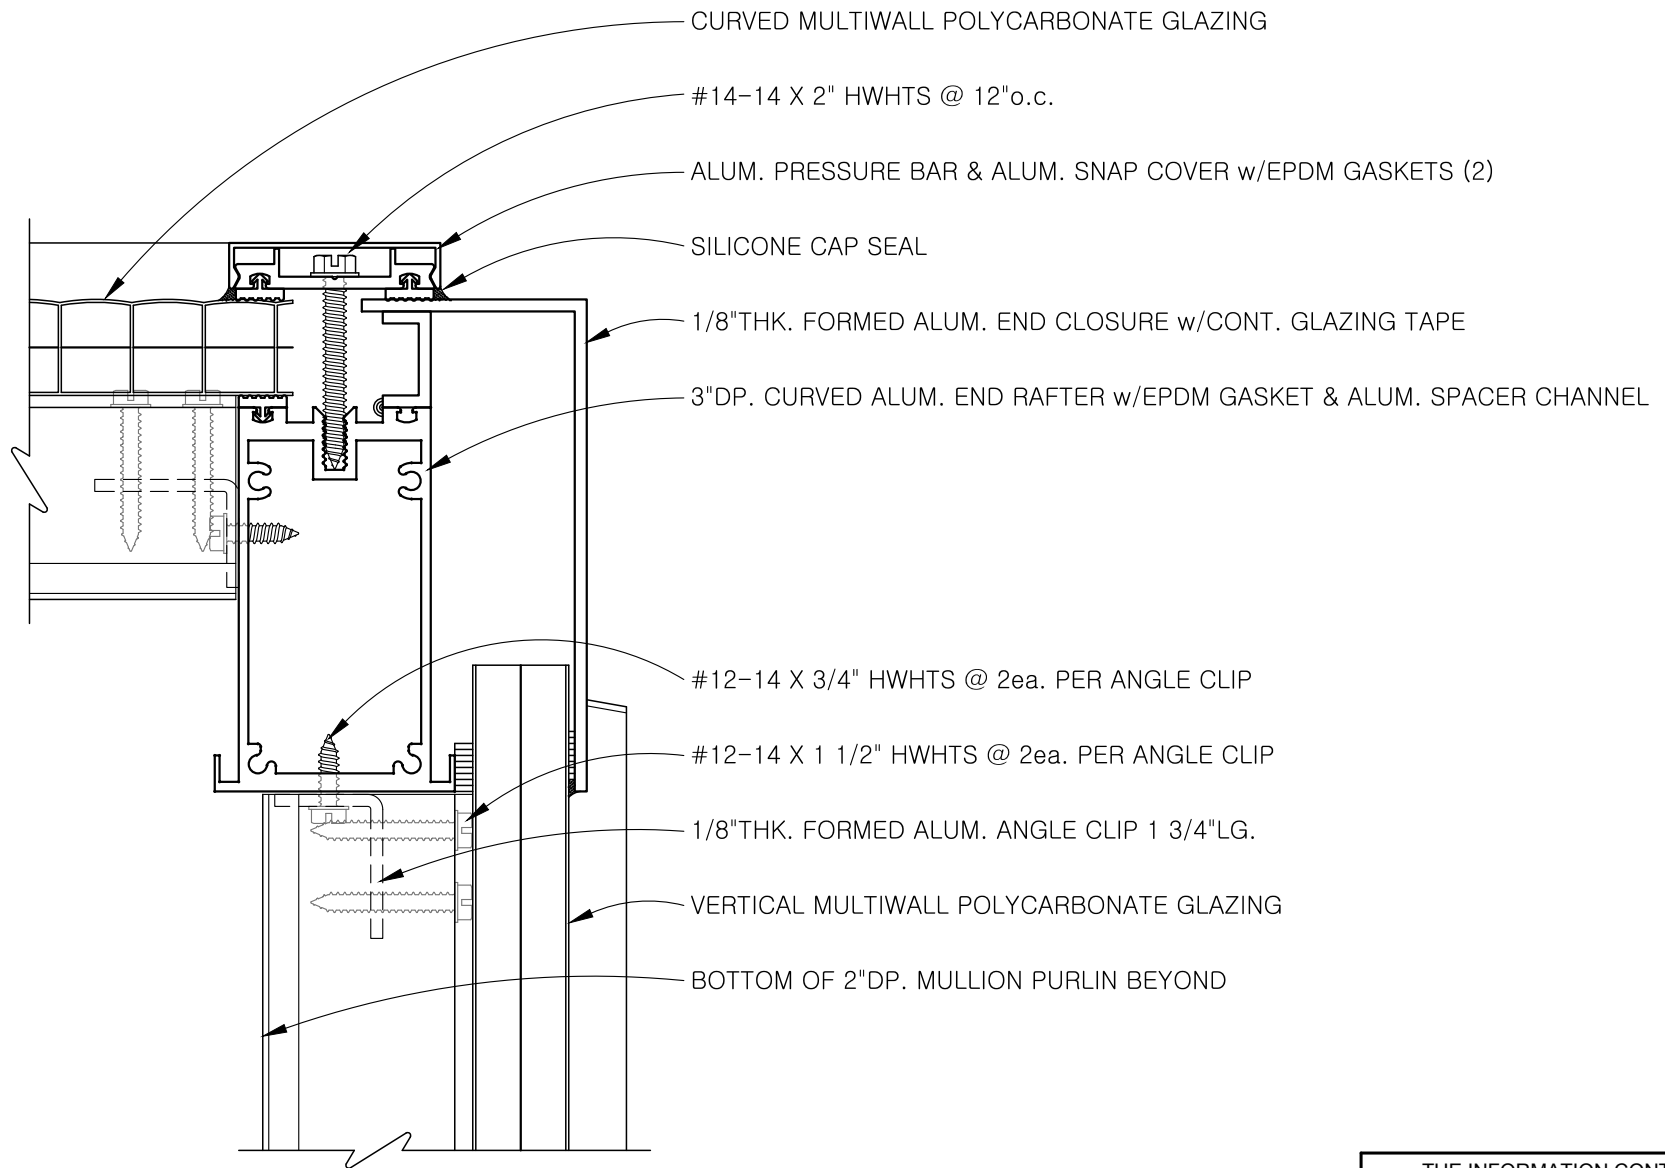 CURVED MULTIWALL POLYCARBONATE GLAZING
#14-14 X 2" HWHTS @ 12"o.c.
ALUM. PRESSURE BAR & ALUM. SNAP COVER w/EPDM GASKETS (2)
SILICONE CAP SEAL
1/8"THK. FORMED ALUM. END CLOSURE w/CONT. GLAZING TAPE
3"DP. CURVED ALUM. END RAFTER w/EPDM GASKET & ALUM. SPACER CHANNEL
#12-14 X 3/4" HWHTS @ 2ea. PER ANGLE CLIP
#12-14 X 1 1/2" HWHTS @ 2ea. PER ANGLE CLIP
1/8"THK. FORMED ALUM. ANGLE CLIP 1 3/4"LG.
VERTICAL MULTIWALL POLYCARBONATE GLAZING
BOTTOM OF 2"DP. MULLION PURLIN BEYOND
THE INFORMATION CONT